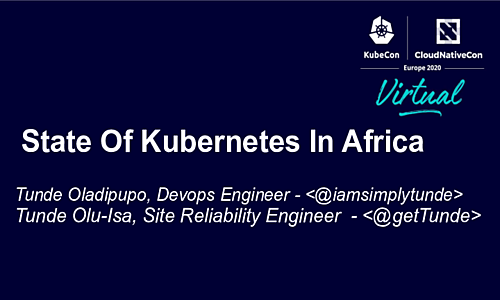 KubeCon CloudNativeCon
Europe 2020
Virtual
State Of Kubernetes In Africa
Tunde Oladipupo, Devops Engineer - <@iamsimplytunde>
Tunde Olu-Isa, Site Reliability Engineer - <@getTunde>